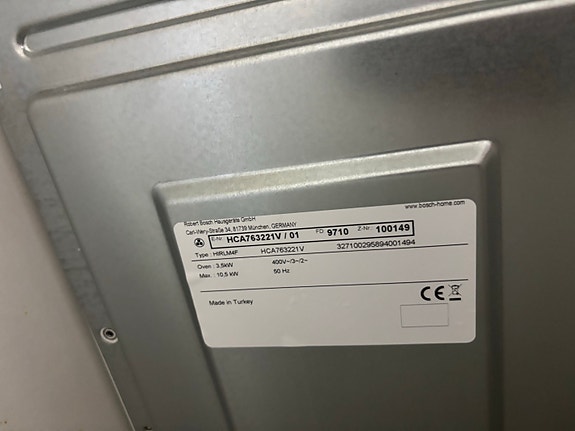 Robert Bosch Hausgeräte GmbH
Carl-Wery-Straße 34, 81739 München, GERMANY
www.bosch-home.com
E-Nr. HCA763221V / 01 FD 9710 Z-Nr. 100149
Type : HIRLM4F HCA763221V 327100295894001494
Oven : 3.5kW 400V~/3~/2~
Max. : 10,5 kW 50 Hz
Made in Turkey
CE